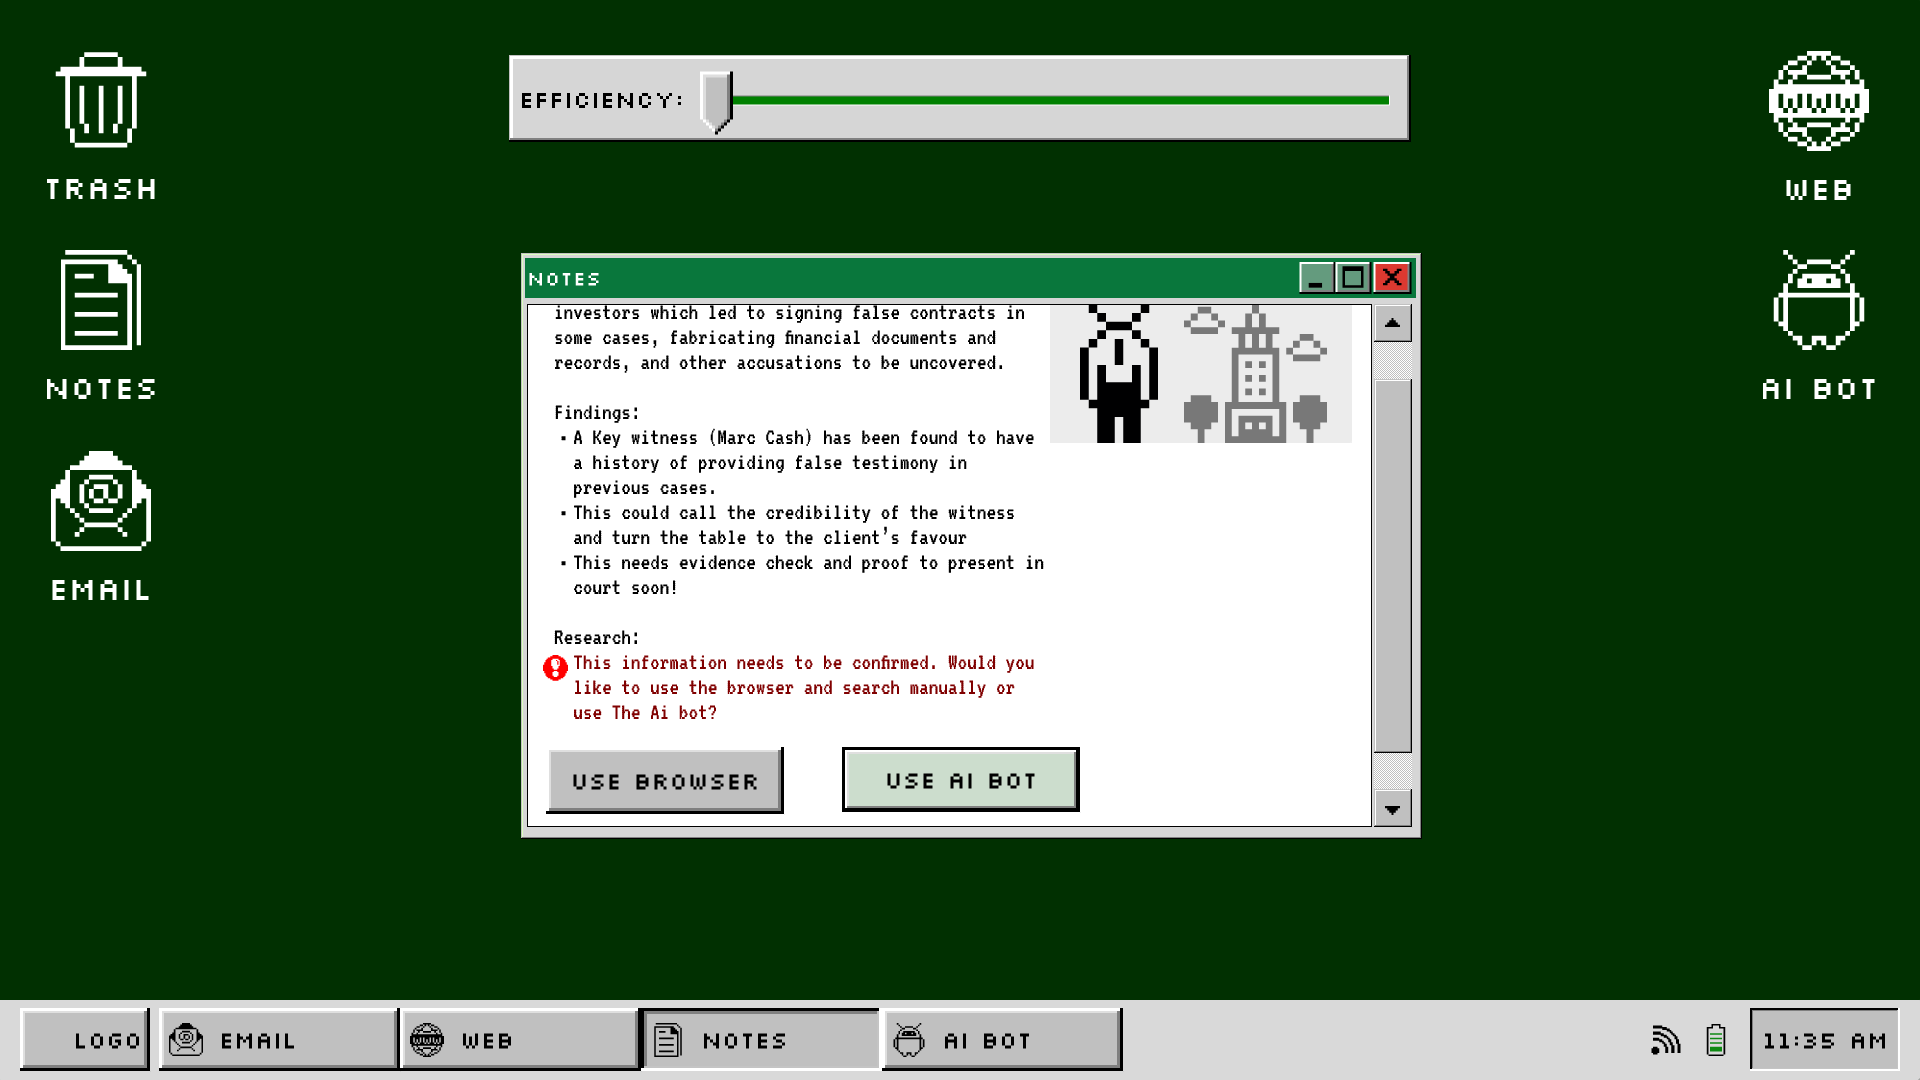 EFFICIENCY:
TRASH
WWW
WEB
NOTES
AI BOT
EMAIL
NOTES
investors which led to signing false contracts in
some cases, fabricating financial documents and
records, and other accusations to be uncovered.
Findings:
• A Key witness (Marc Cash) has been found to have
a history of providing false testimony in
previous cases.
• This could call the credibility of the witness
and turn the table to the client's favour
• This needs evidence check and proof to present in
court soon!
Research:
This information needs to be confirmed. Would you
like to use the browser and search manually or
use The Ai bot?
USE BROWSER
USE AI BOT
LOGO
EMAIL
WWW
WEB
NOTES
AI BOT
11:35 AM